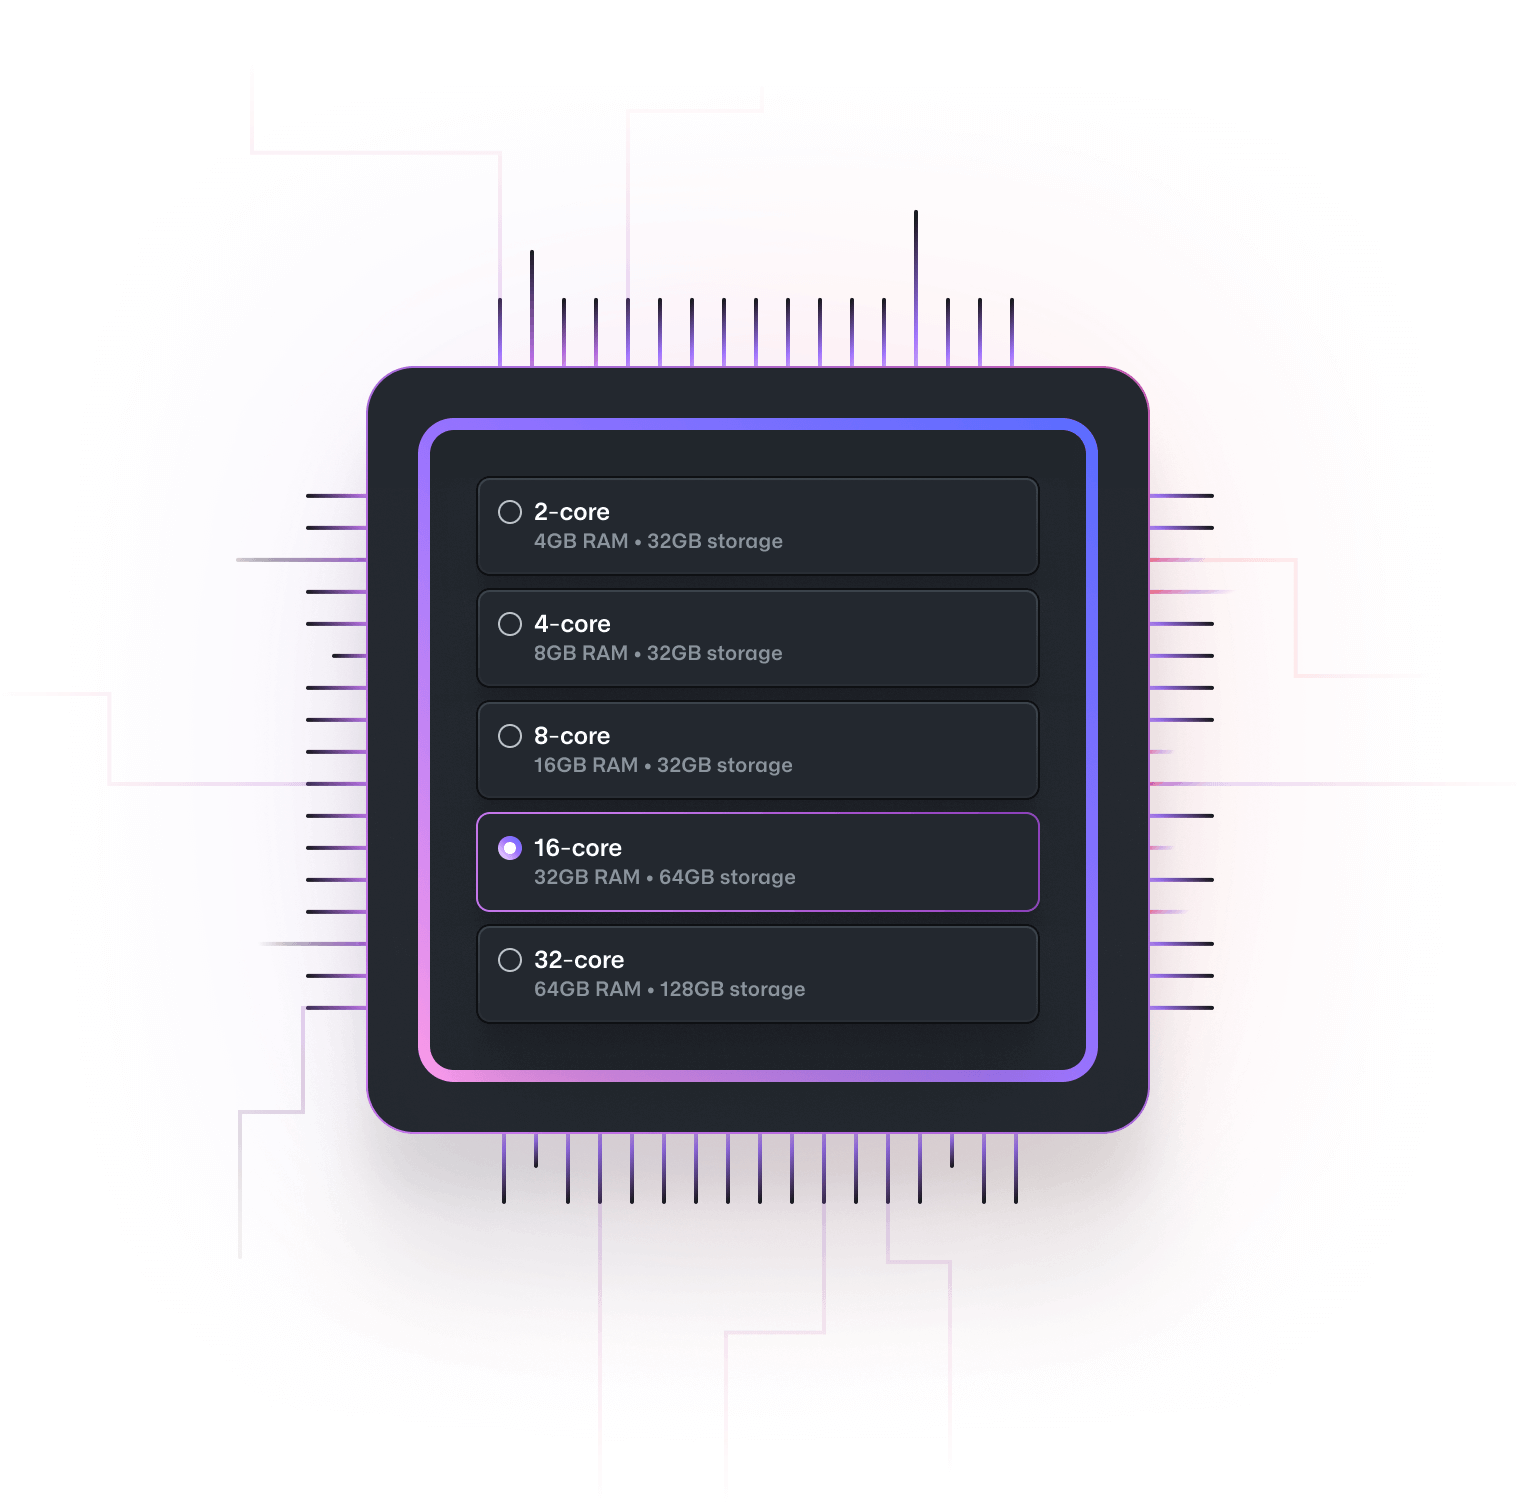 2-core
4GB RAM • 32GB storage
4-core
8GB RAM • 32GB storage
8-core
16GB RAM • 32GB storage
16-core
32GB RAM • 64GB storage
32-core
64GB RAM • 128GB storage